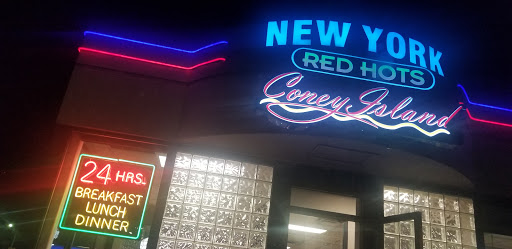 NEW YORK
RED HOTS
Coney Island
24 HRS.
BREAKFAST
LUNCH
DINNER